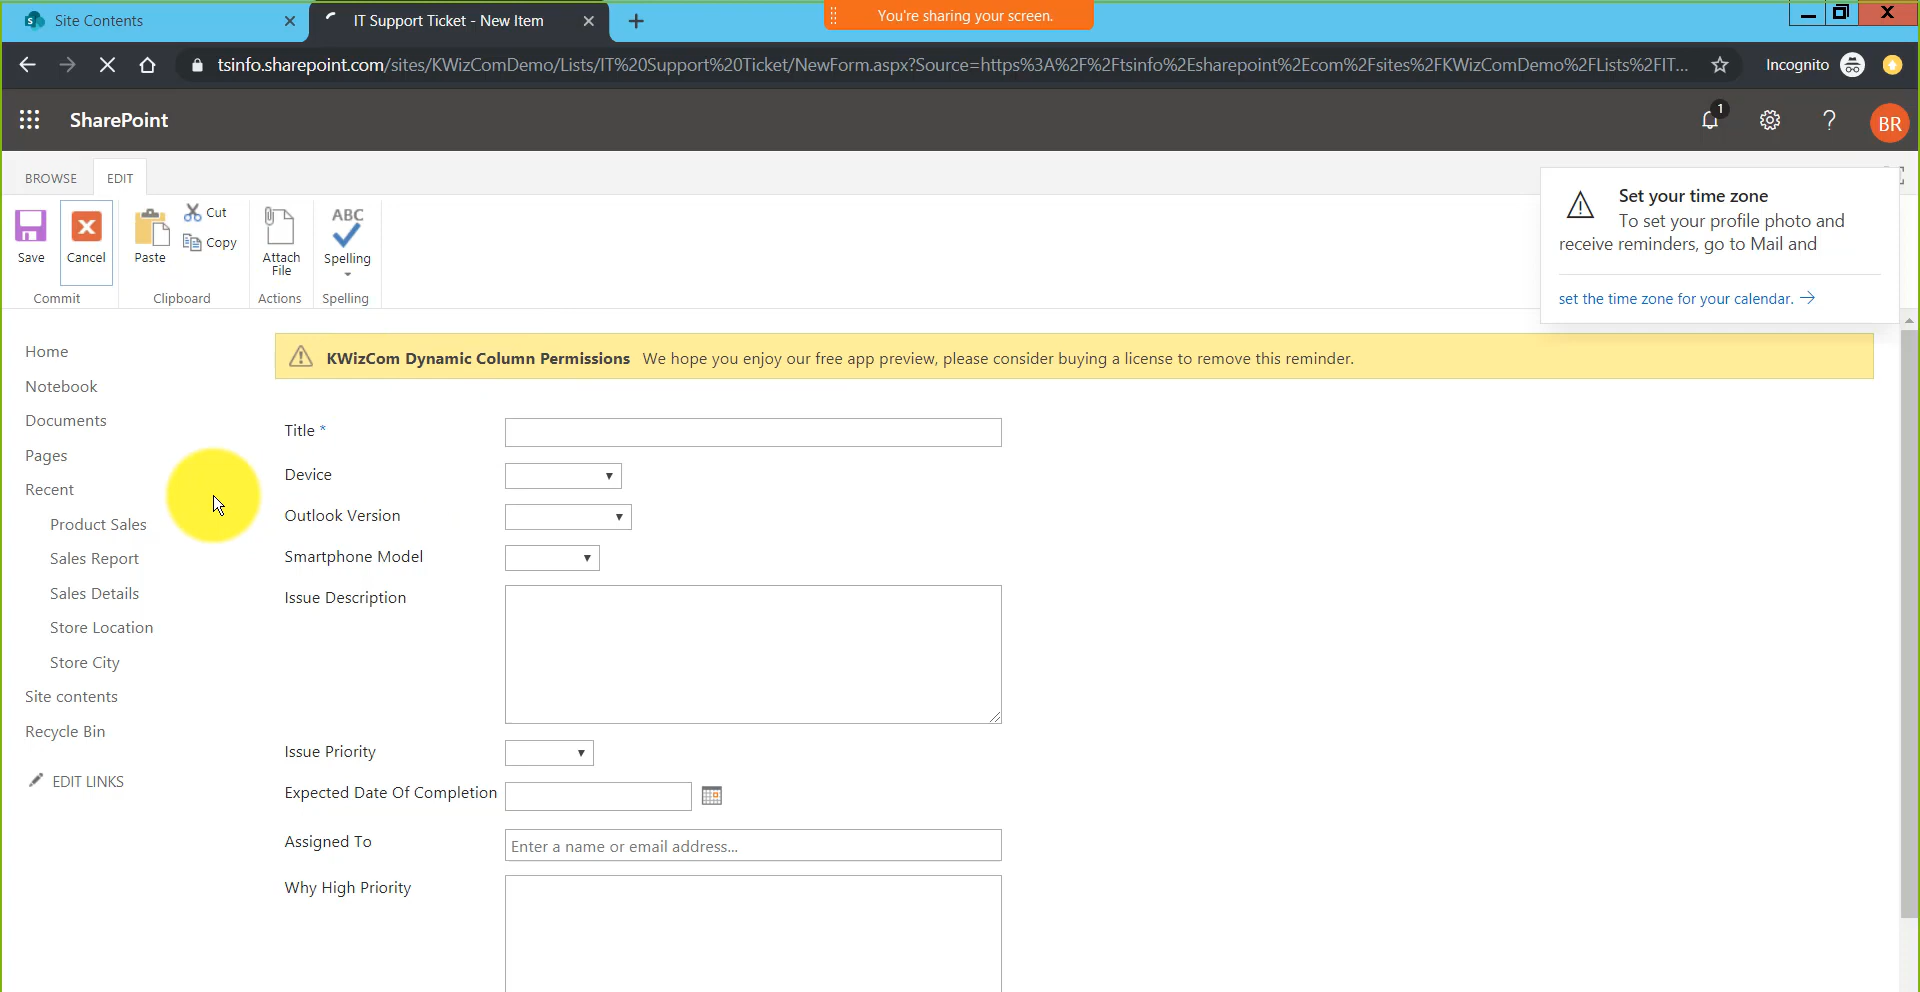 Site Contents
IT Support Ticket - New Item
You're sharing your screen.
tsinfo.sharepoint.com/sites/KWizComDemo/Lists/IT%20Support%20Ticket/NewForm.aspx?Source=https%3A%2F%2Ftsinfo%2Esharepoint%2Ecom%2Fsites%2FKWizComDemo%2FLists%2FIT...
Incognito
SharePoint
1
?
BR
BROWSE
EDIT
Save
Cancel
Commit
Paste
Cut
Copy
Clipboard
Attach
File
Actions
ABC
Spelling
Spelling
Set your time zone
To set your profile photo and
receive reminders, go to Mail and
set the time zone for your calendar.
Home
Notebook
Documents
Pages
Recent
Product Sales
Sales Report
Sales Details
Store Location
Store City
Site contents
Recycle Bin
EDIT LINKS
KWizCom Dynamic Column Permissions We hope you enjoy our free app preview, please consider buying a license to remove this reminder.
Title *
Device
Outlook Version
Smartphone Model
Issue Description
Issue Priority
Expected Date Of Completion
Assigned To
Enter a name or email address...
Why High Priority